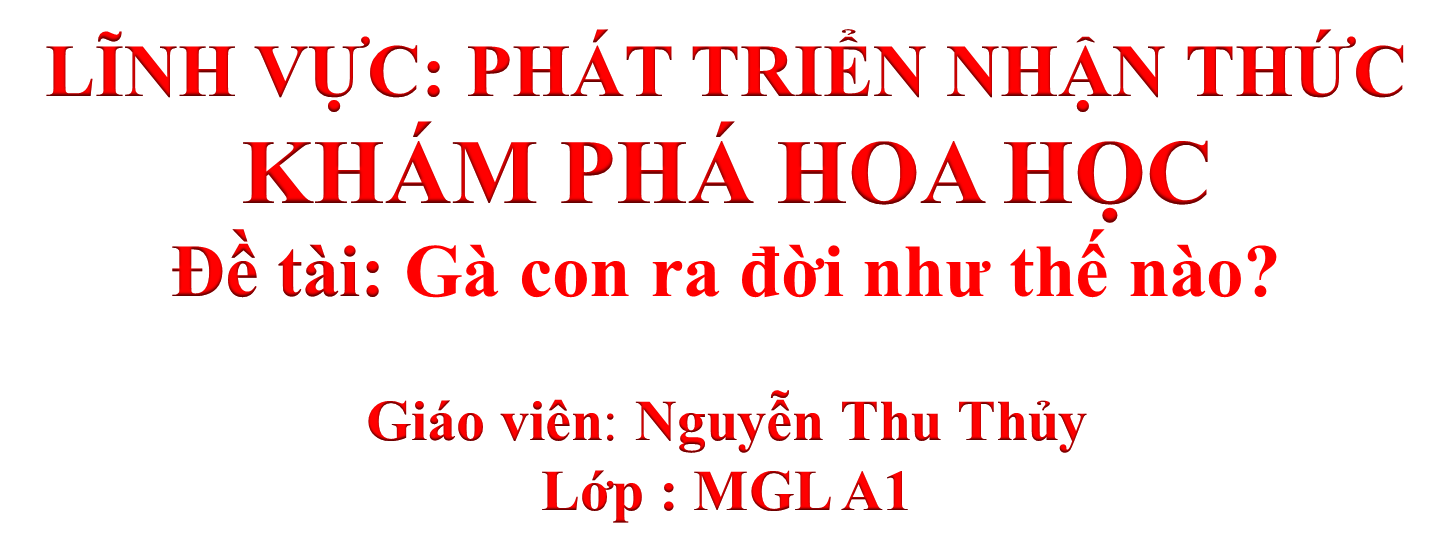 LĨNH VỰC: PHÁT TRIỂN NHẬN THỨC
KHÁM PHÁ HOA HỌC
Đề tài: Gà con ra đời như thế nào?
Giáo viên: Nguyễn Thu Thủy
Lớp : MGL A1